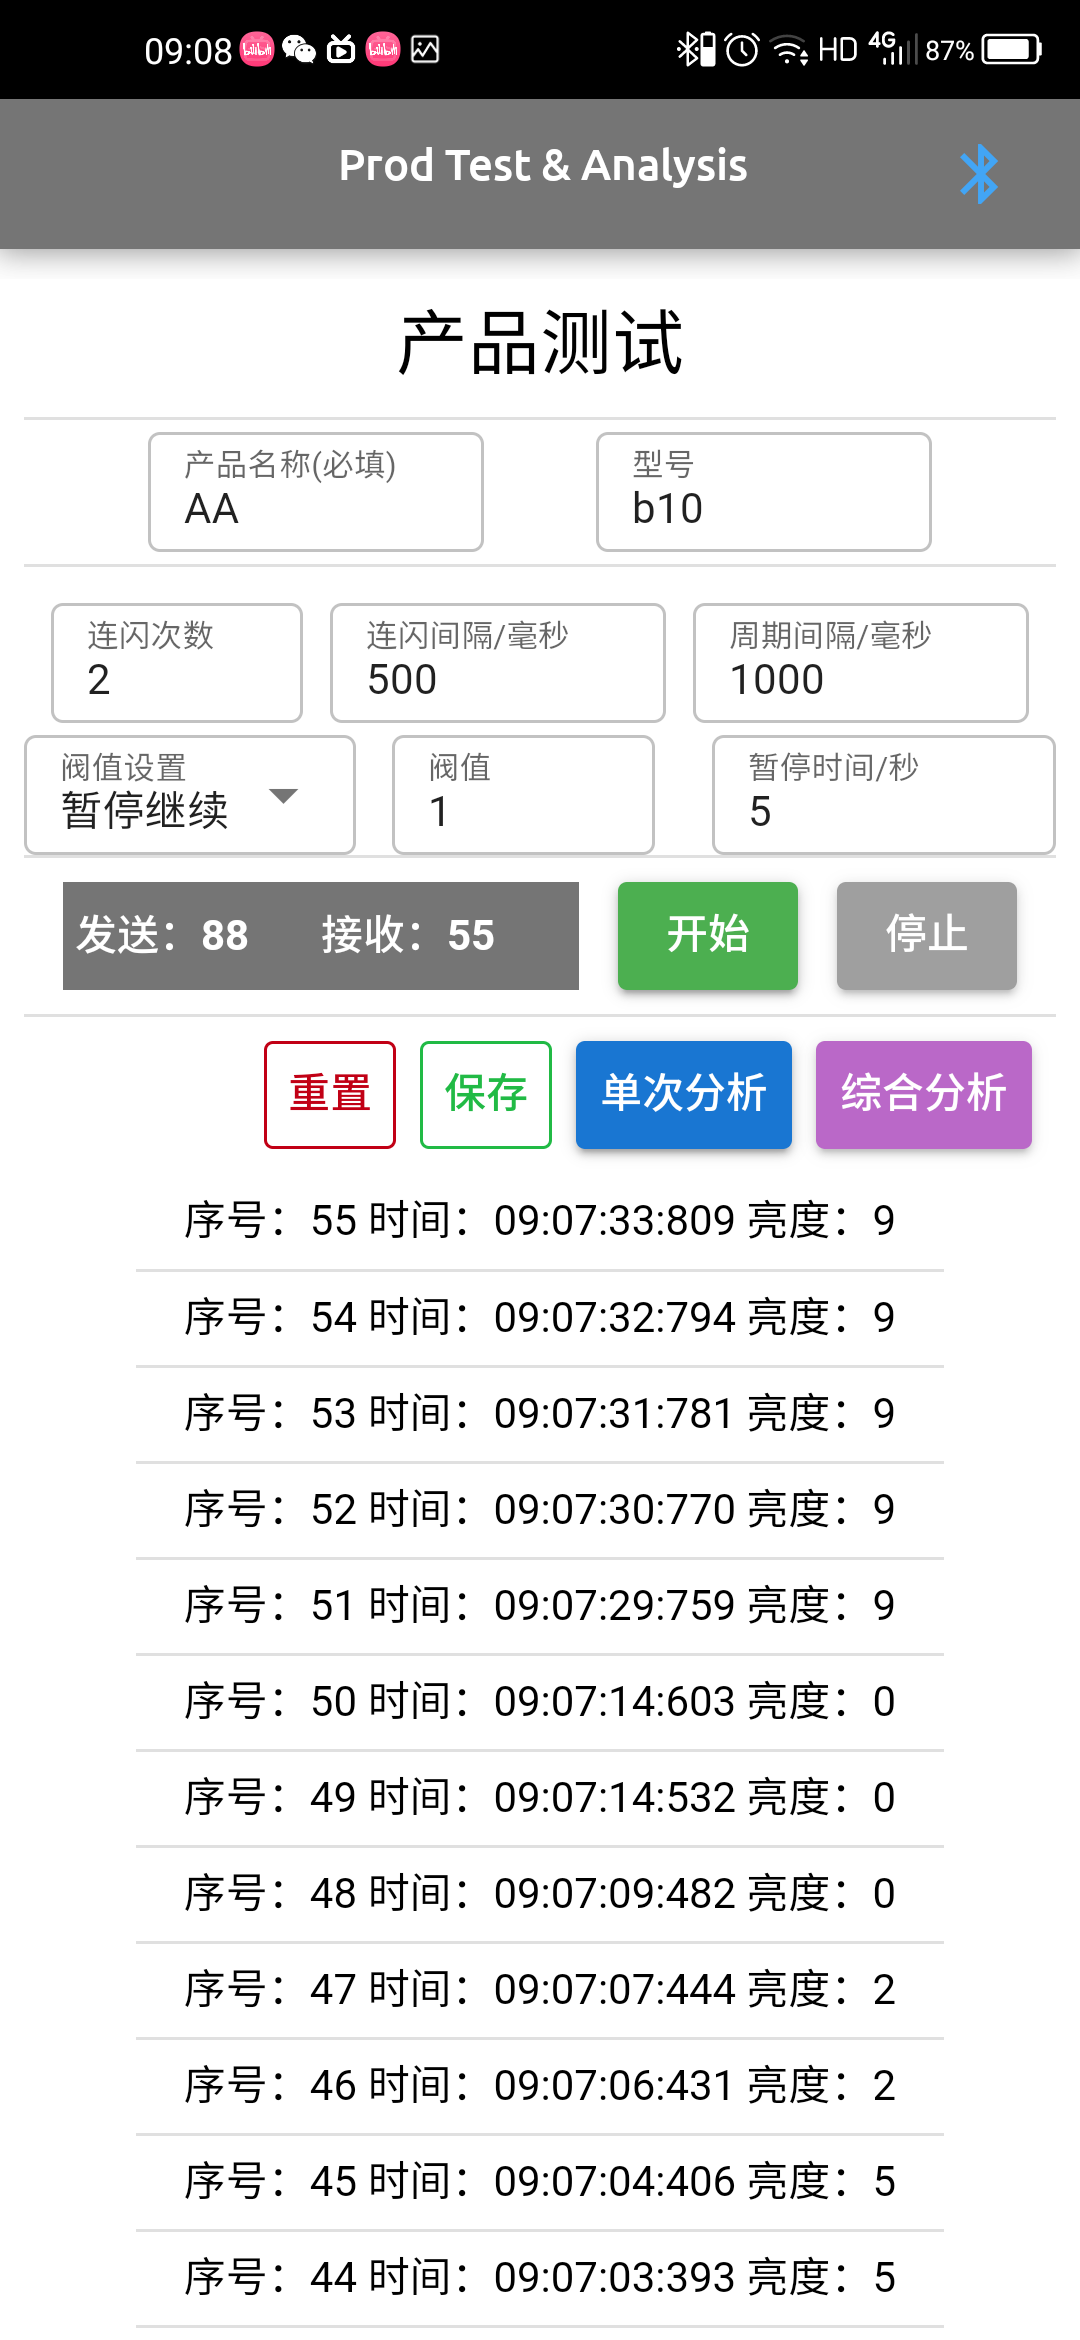 09:08 HD 4G 87%
Prod Test & Analysis
产品测试
产品名称(必填) 型号
AA b10
连闪次数 连闪间隔/毫秒 周期间隔/毫秒
2 500 1000
阀值设置 阀值 暂停时间/秒
暂停继续 1 5
发送：88 接收：55 开始 停止
重置 保存 单次分析 综合分析
序号：55 时间：09:07:33:809 亮度：9
序号：54 时间：09:07:32:794 亮度：9
序号：53 时间：09:07:31:781 亮度：9
序号：52 时间：09:07:30:770 亮度：9
序号：51 时间：09:07:29:759 亮度：9
序号：50 时间：09:07:14:603 亮度：0
序号：49 时间：09:07:14:532 亮度：0
序号：48 时间：09:07:09:482 亮度：0
序号：47 时间：09:07:07:444 亮度：2
序号：46 时间：09:07:06:431 亮度：2
序号：45 时间：09:07:04:406 亮度：5
序号：44 时间：09:07:03:393 亮度：5